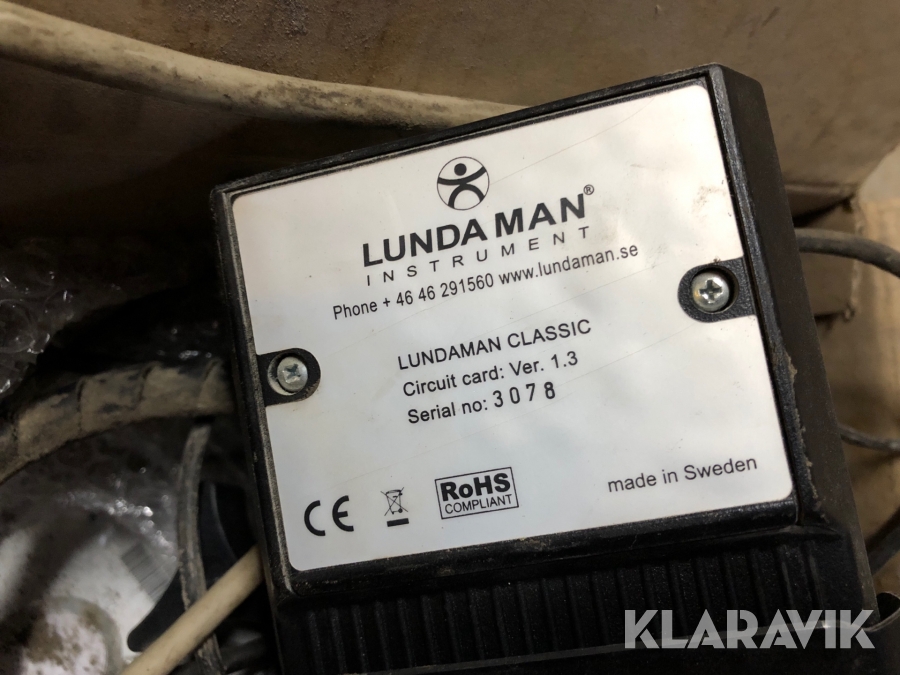 LUNDA MAN®
INSTRUMENT
Phone + 46 46 291560 www.lundaman.se
LUNDAMAN CLASSIC
Circuit card: Ver. 1.3
Serial no: 3078
CE
RoHS
COMPLIANT
made in Sweden
KLARAVIK